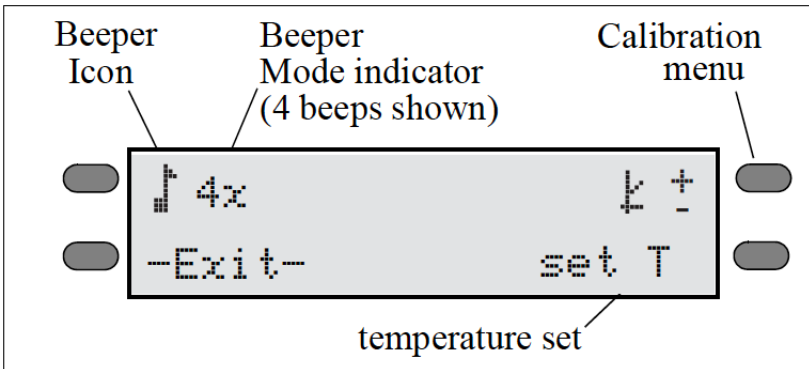 Beeper
Icon
Beeper
Mode indicator
(4 beeps shown)
Calibration
menu
4x
+
-
-Exit-
set T
temperature set